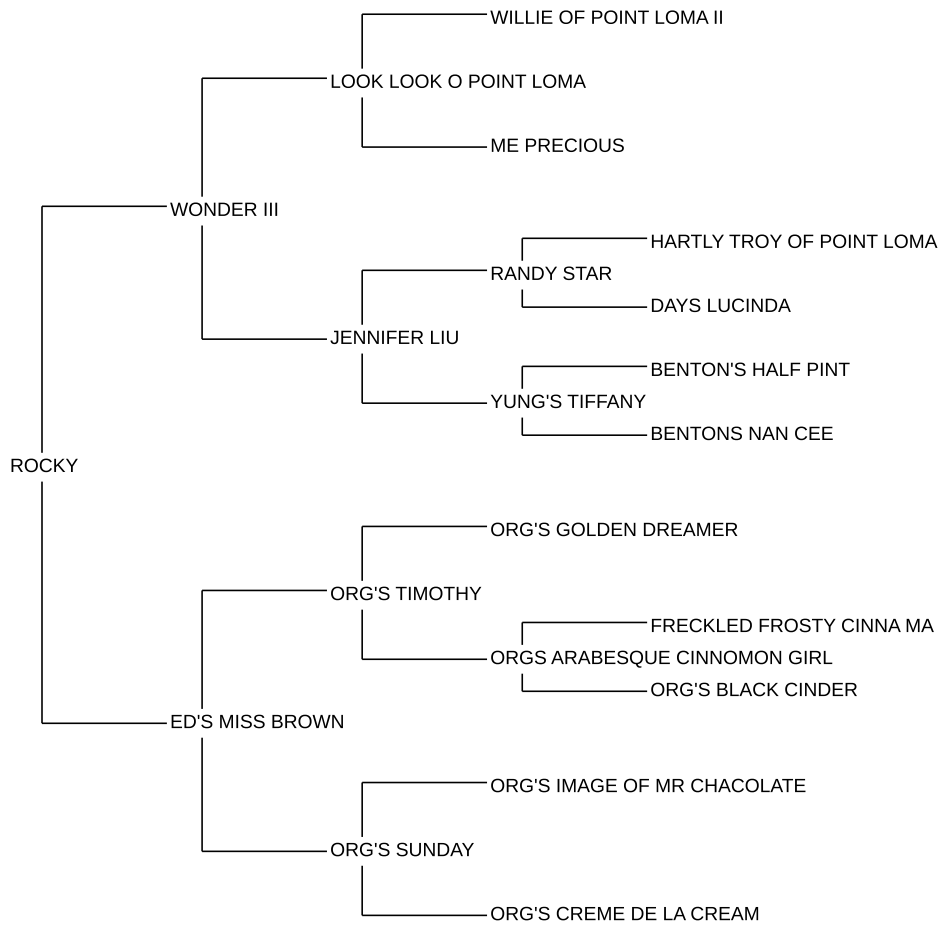 WILLIE OF POINT LOMA II
LOOK LOOK O POINT LOMA
ME PRECIOUS
WONDER III
HARTLY TROY OF POINT LOMA
RANDY STAR
DAYS LUCINDA
JENNIFER LIU
BENTON'S HALF PINT
YUNG'S TIFFANY
BENTONS NAN CEE
ROCKY
ORG'S GOLDEN DREAMER
ORG'S TIMOTHY
FRECKLED FROSTY CINNA MA
ORGS ARABESQUE CINNOMON GIRL
ORG'S BLACK CINDER
ED'S MISS BROWN
ORG'S IMAGE OF MR CHACOLATE
ORG'S SUNDAY
ORG'S CREME DE LA CREAM